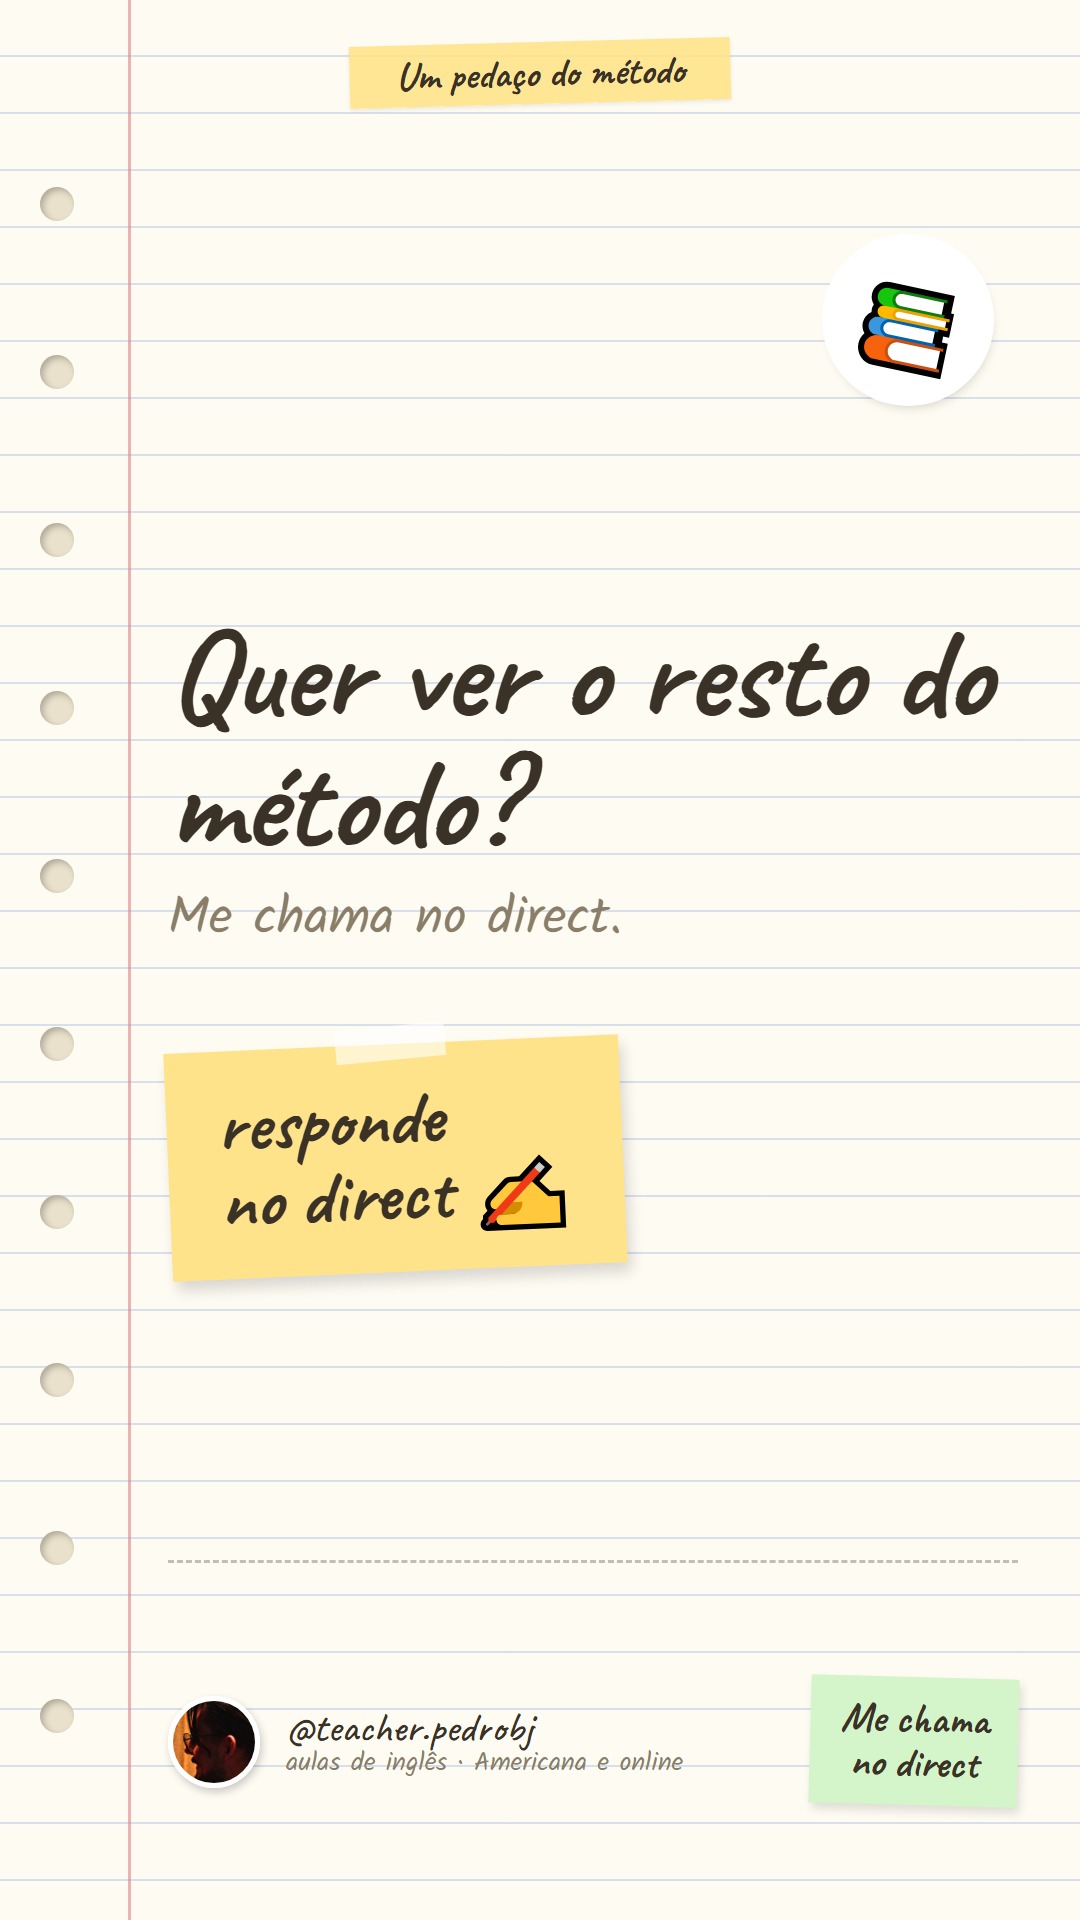 Um pedaço do método
Quer ver o resto do
método?
Me chama no direct.
responde
no direct
@teacher.pedrobj
aulas de inglês · Americana e online
Me chama
no direct